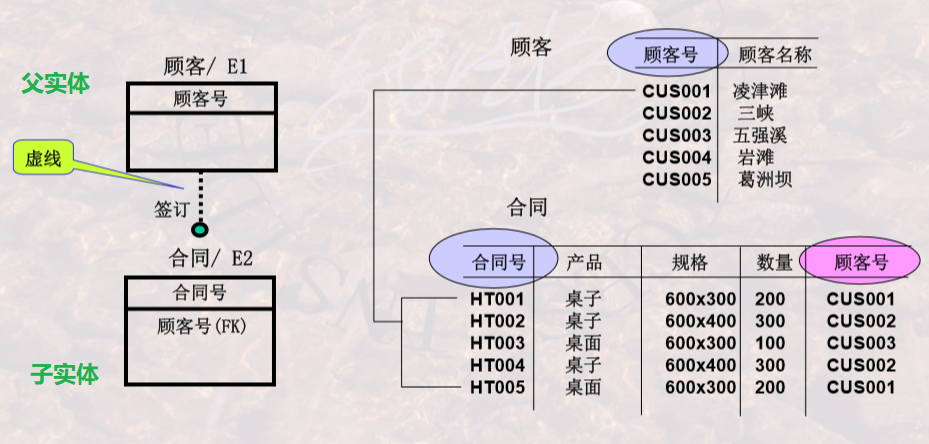 父实体
顾客/ E1
顾客号
虚线
签订
合同/ E2
合同号
顾客号(FK)
子实体
顾客
顾客号 顾客名称
CUS001 凌津滩
CUS002 三峡
CUS003 五强溪
CUS004 岩滩
CUS005 葛洲坝
合同
合同号 产品 规格 数量 顾客号
HT001 桌子 600x300 200 CUS001
HT002 桌子 600x400 300 CUS002
HT003 桌面 600x300 100 CUS003
HT004 桌子 600x400 300 CUS002
HT005 桌面 600x300 200 CUS001